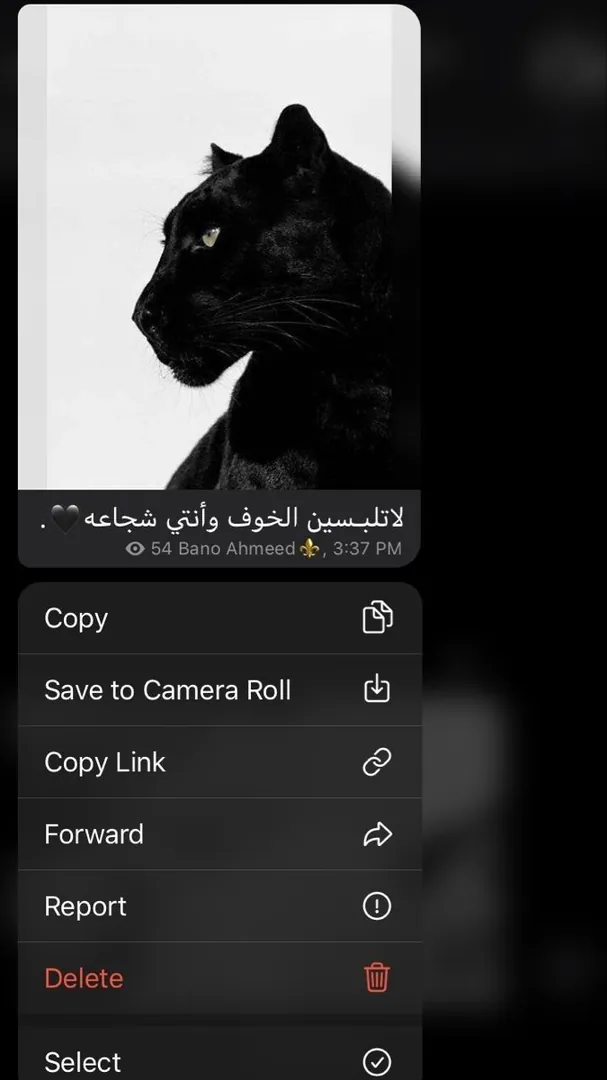 لاتلبـسين الخوف وأنتي شجاعه🖤.
54 Bano Ahmeed⚜️, 3:37 PM
Copy
Save to Camera Roll
Copy Link
Forward
Report
Delete
Select